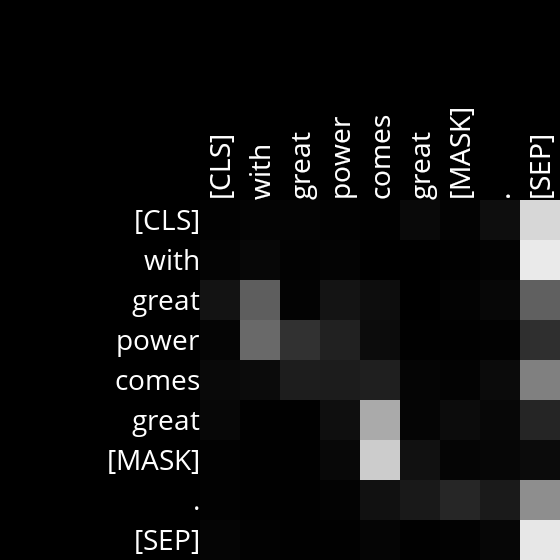 [CLS] with great power comes great [MASK] . [SEP]
[CLS]
with
great
power
comes
great
[MASK]
.
[SEP]